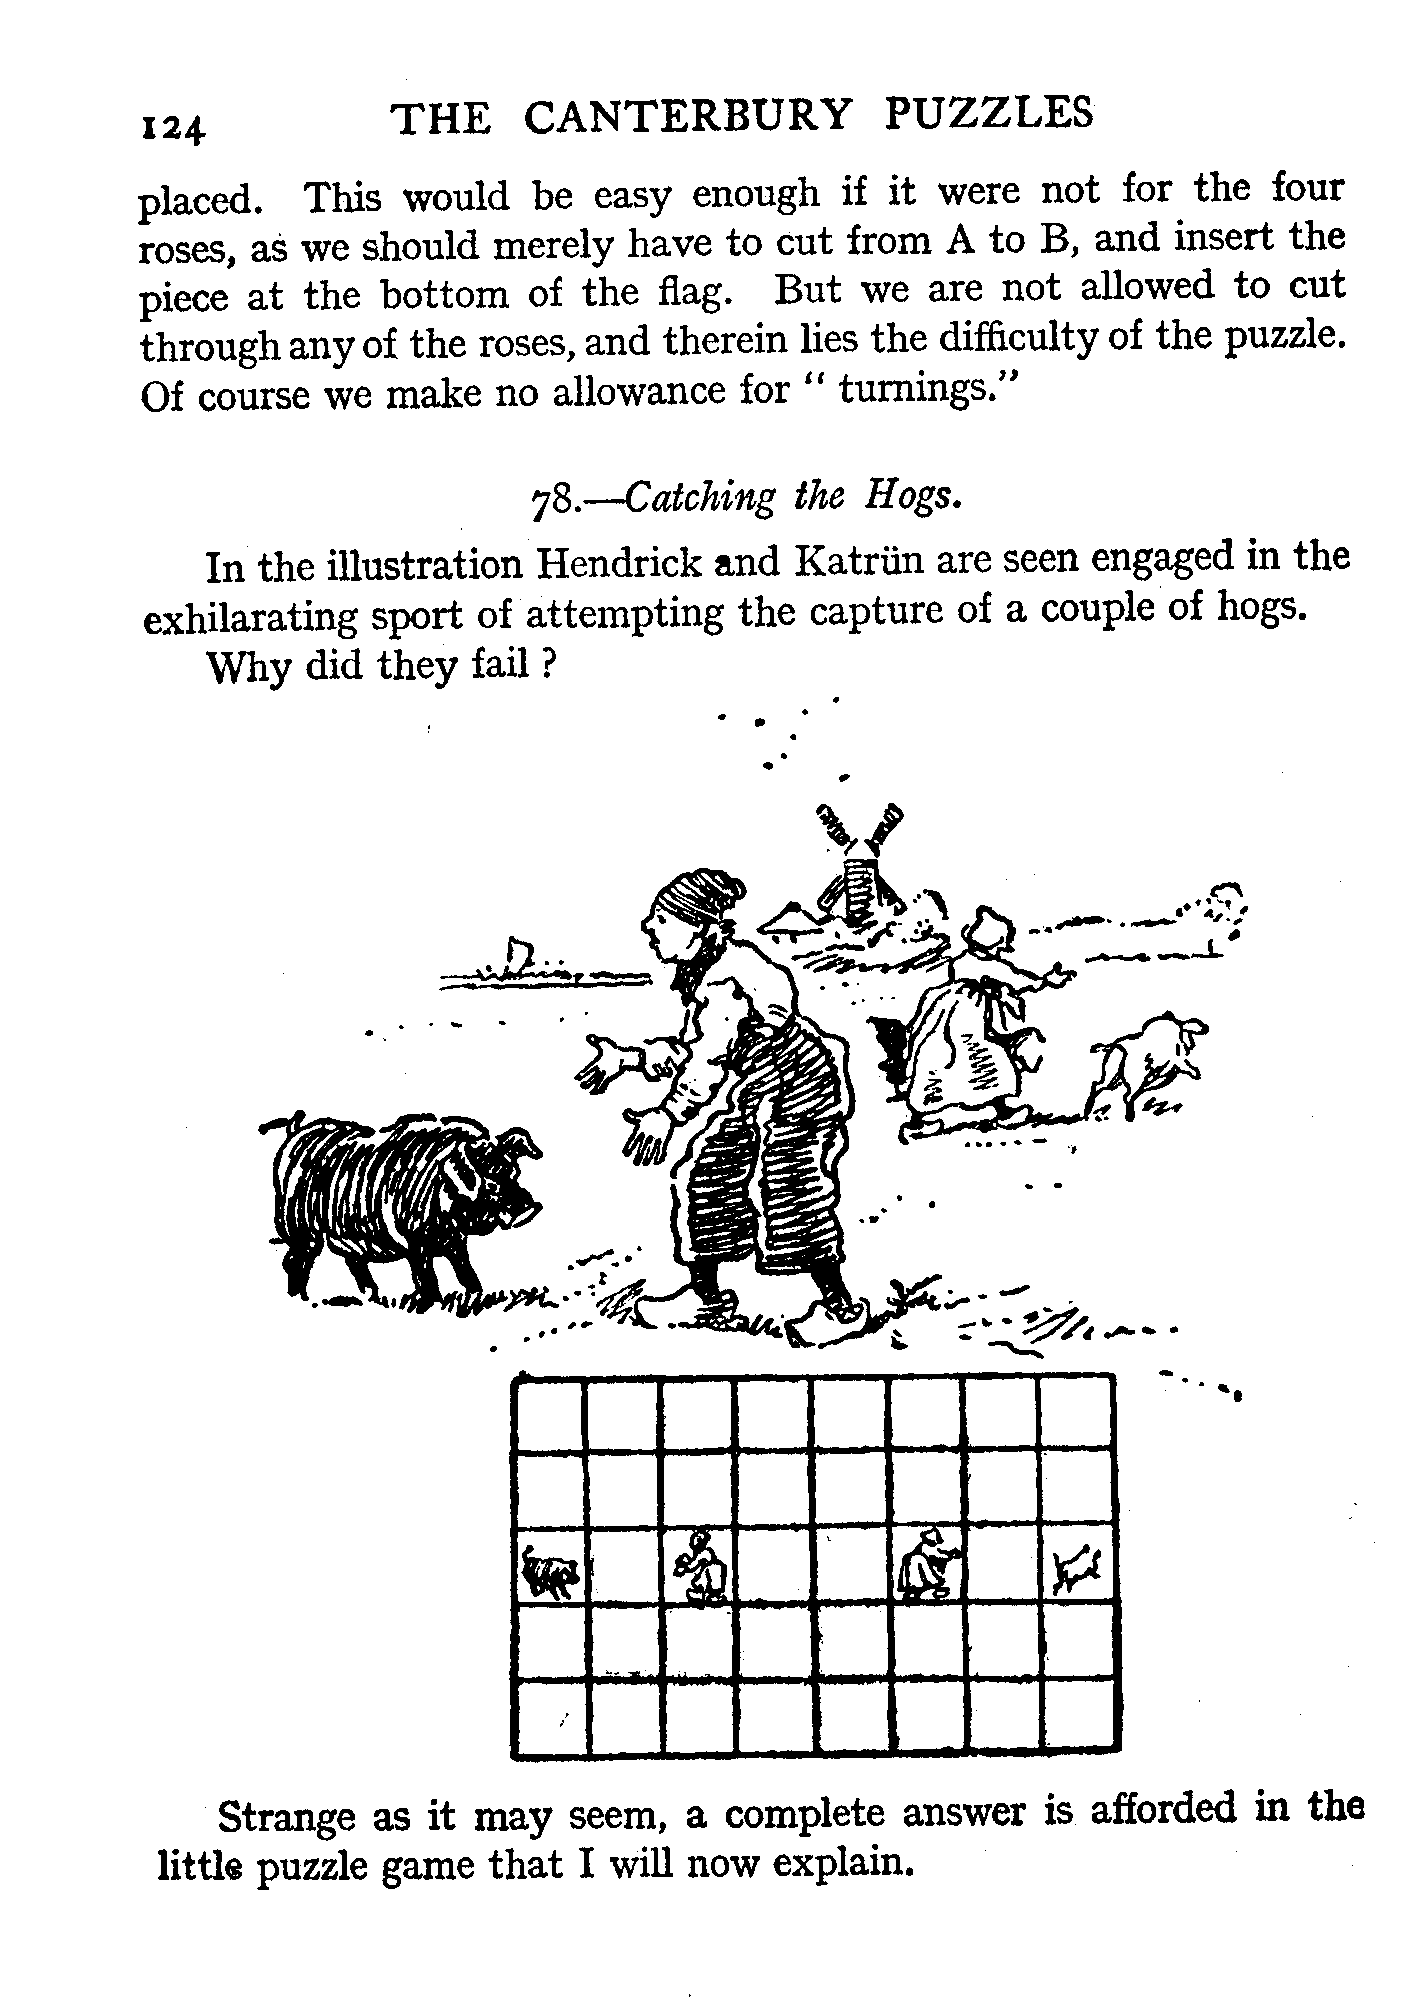 124 THE CANTERBURY PUZZLES
placed. This would be easy enough if it were not for the four
roses, as we should merely have to cut from A to B, and insert the
piece at the bottom of the flag. But we are not allowed to cut
through any of the roses, and therein lies the difficulty of the puzzle.
Of course we make no allowance for “ turnings.”
78.—Catching the Hogs.
In the illustration Hendrick and Katrün are seen engaged in the
exhilarating sport of attempting the capture of a couple of hogs.
Why did they fail ?
Strange as it may seem, a complete answer is afforded in the
little puzzle game that I will now explain.